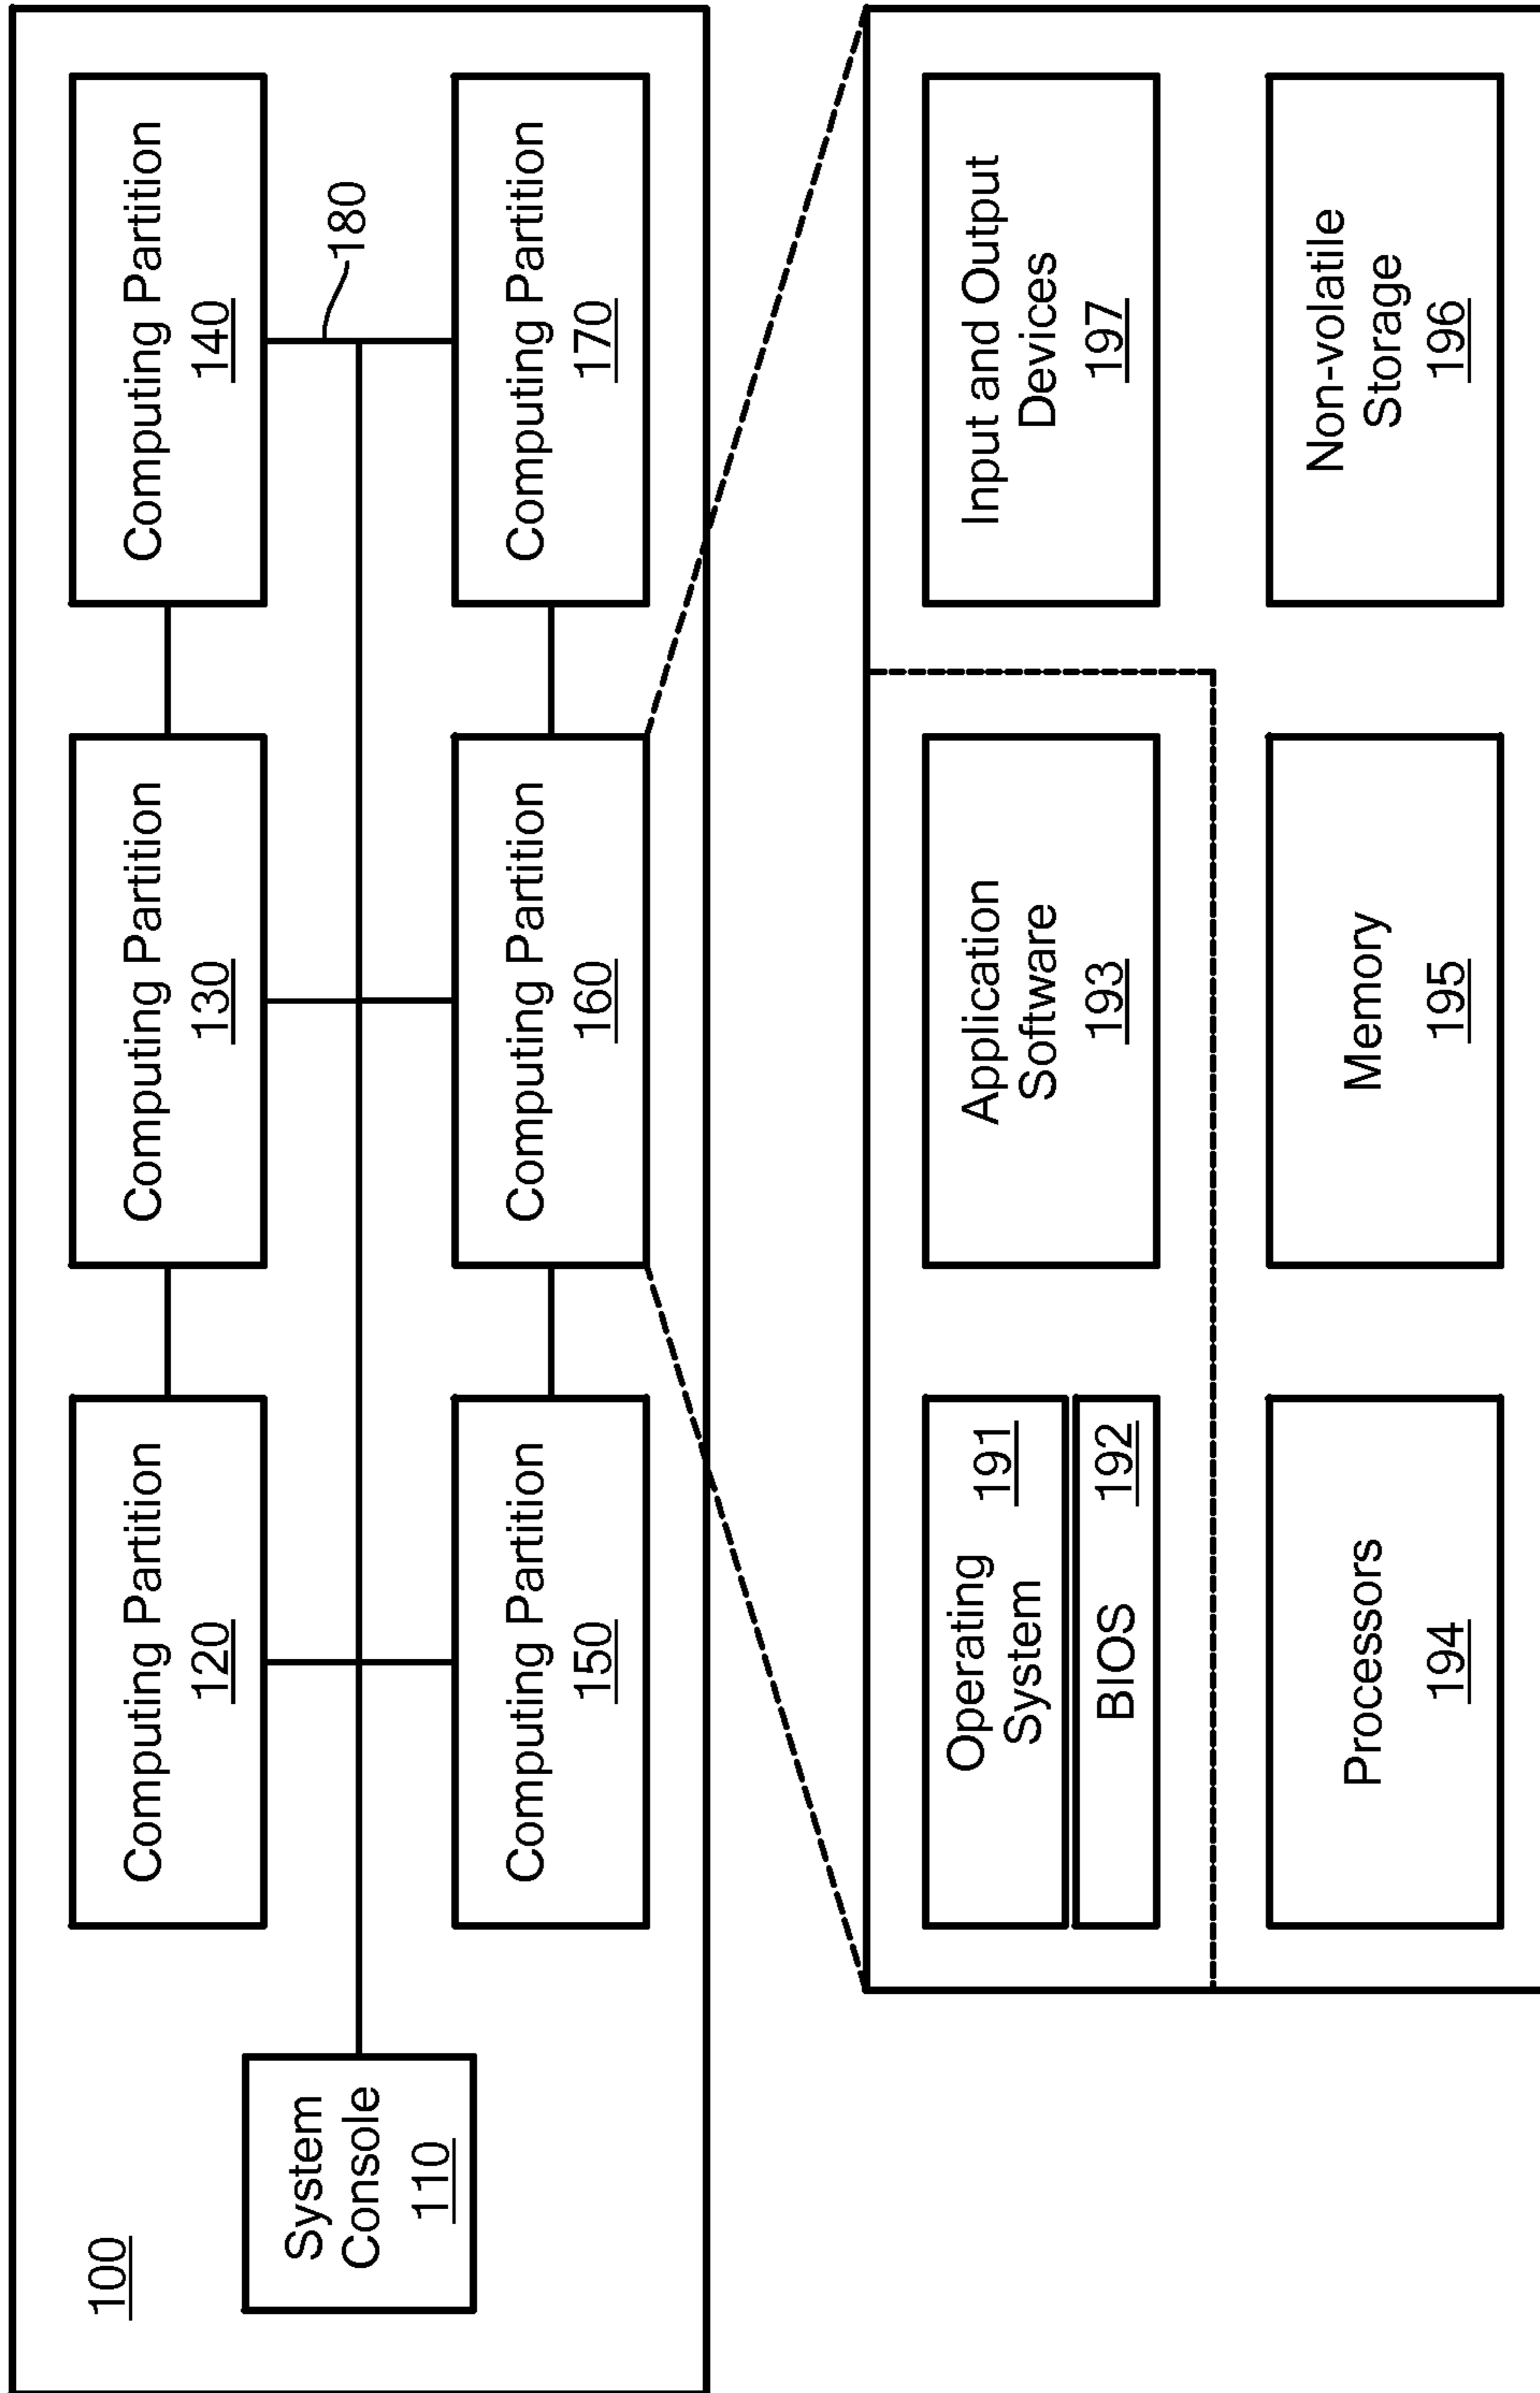 100
System
Console
110
Computing Partition
120
Computing Partition
130
Computing Partition
140
180
Computing Partition
150
Computing Partition
160
Computing Partition
170
Operating
System
191
BIOS 192
Application
Software
193
Input and Output
Devices
197
Processors
194
Memory
195
Non-volatile
Storage
196